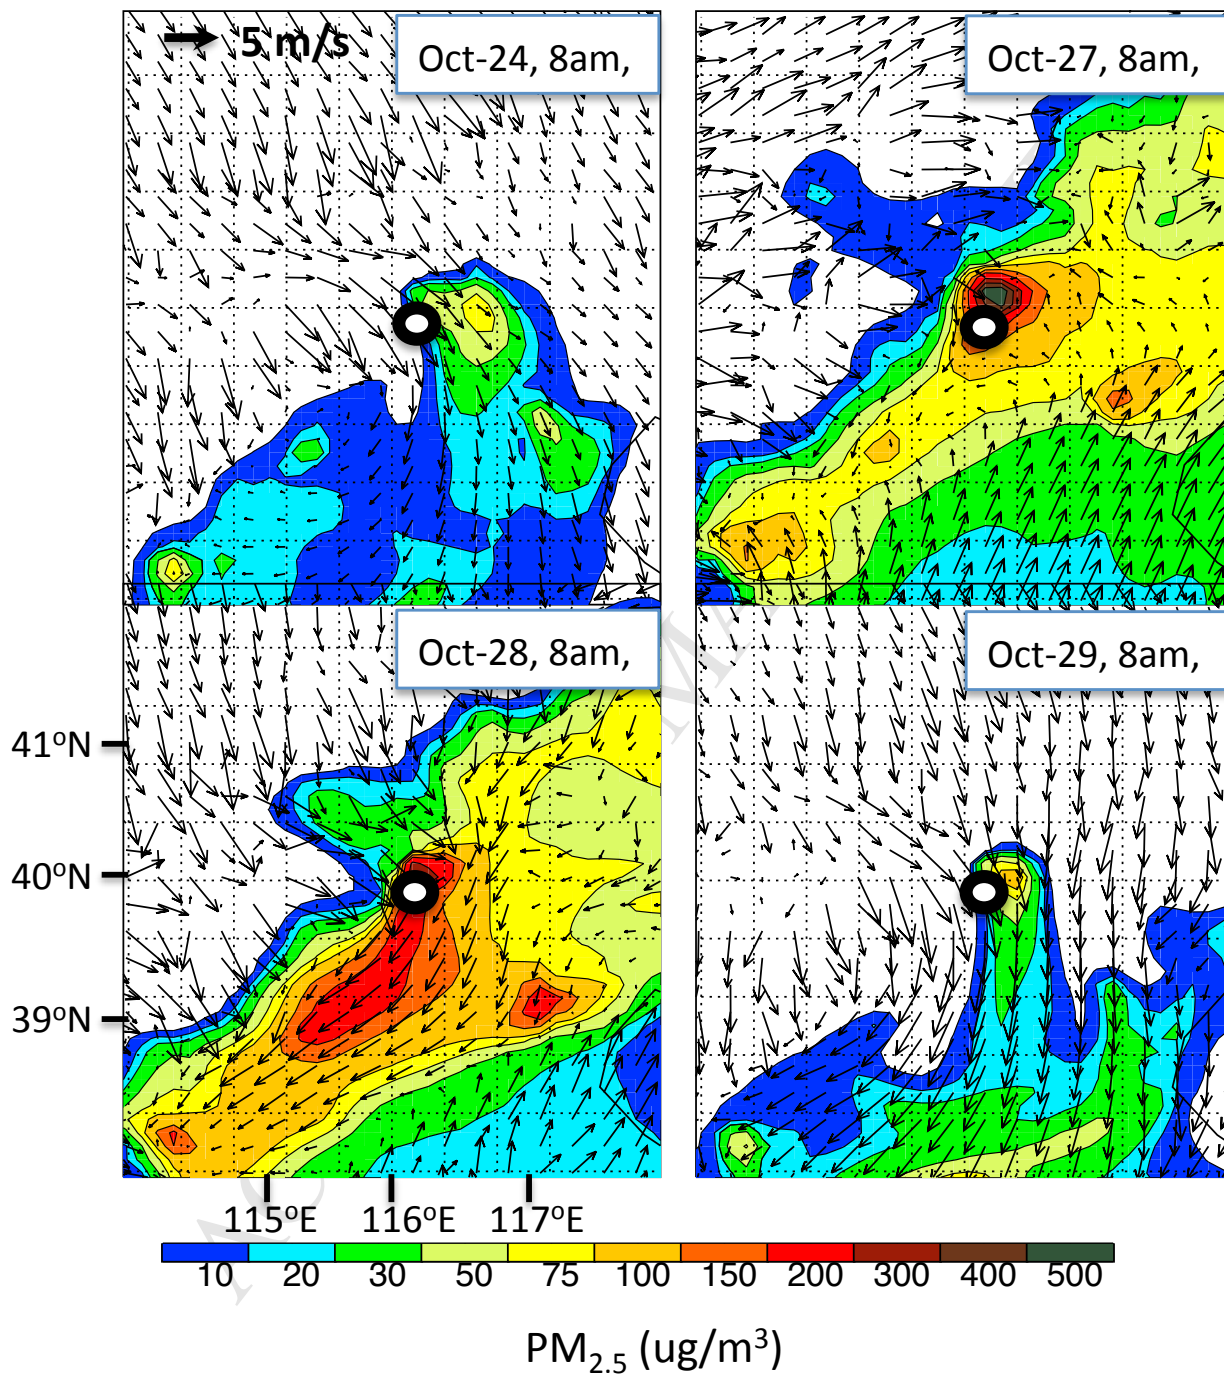 5 m/s
Oct-24, 8am,
Oct-27, 8am,
Oct-28, 8am,
Oct-29, 8am,
41°N
40°N
39°N
115°E 116°E 117°E
10 20 30 50 75 100 150 200 300 400 500
PM2.5 (ug/m³)